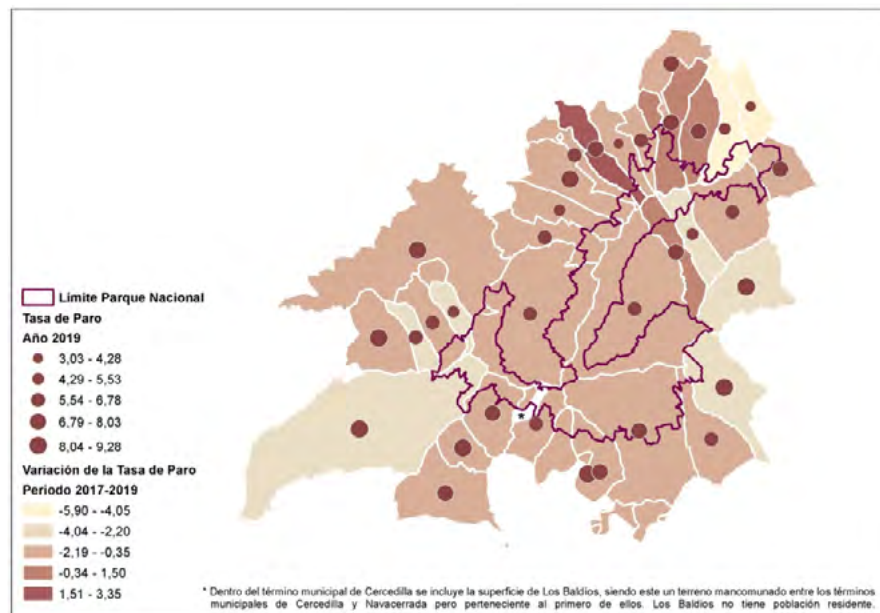 Límite Parque Nacional
Tasa de Paro
Año 2019
3,03 - 4,28
4,29 - 5,53
5,54 - 6,78
6,79 - 8,03
8,04 - 9,28
Variación de la Tasa de Paro
Periodo 2017-2019
-5,90 - -4,05
-4,04 - -2,20
-2,19 - -0,35
-0,34 - 1,50
1,51 - 3,35
*
* Dentro del término municipal de Cercedilla se incluye la superficie de Los Baldíos, siendo este un terreno mancomunado entre los términos
municipales de Cercedilla y Navacerrada pero perteneciente al primero de ellos. Los Baldíos no tiene población residente.